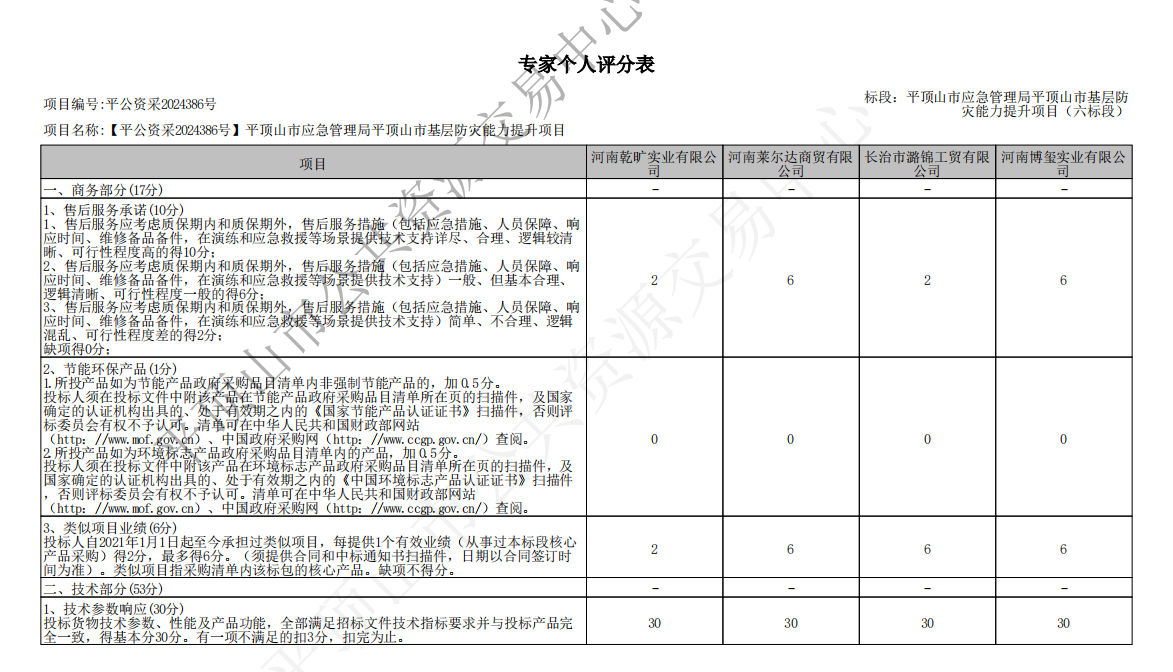 专家个人评分表
项目编号:平公资采2024386号
标段：平顶山市应急管理局平顶山市基层防
灾能力提升项目（六标段）
项目名称:【平公资采2024386号】平顶山市应急管理局平顶山市基层防灾能力提升项目
项目
河南乾旷实业有限公
司
河南莱尔达商贸有限
公司
长治市潞锦工贸有限
公司
河南博玺实业有限公
司
一、商务部分(17分) - - - -
1、售后服务承诺(10分)
1、售后服务应考虑质保期内和质保期外，售后服务措施（包括应急措施、人员保障、响
应时间、维修备品备件，在演练和应急救援等场景提供技术支持详尽、合理、逻辑较清
晰、可行性程度高的得10分；
2、售后服务应考虑质保期内和质保期外，售后服务措施（包括应急措施、人员保障、响
应时间、维修备品备件，在演练和应急救援等场景提供技术支持）一般、但基本合理、
逻辑清晰、可行性程度一般的得6分；
3、售后服务应考虑质保期内和质保期外，售后服务措施（包括应急措施、人员保障、响
应时间、维修备品备件，在演练和应急救援等场景提供技术支持）简单、不合理、逻辑
混乱、可行性程度差的得2分；
缺项得0分；
2 6 2 6
2、节能环保产品(1分)
1.所投产品如为节能产品政府采购品目清单内非强制节能产品的，加0.5分。
投标人须在投标文件中附该产品在节能产品政府采购品目清单所在页的扫描件，及国家
确定的认证机构出具的、处于有效期之内的《国家节能产品认证证书》扫描件，否则评
标委员会有权不予认可。清单可在中华人民共和国财政部网站
（http：//www.mof.gov.cn）、中国政府采购网（http：//www.ccgp.gov.cn/）查阅。
2.所投产品如为环境标志产品政府采购品目清单内的产品，加0.5分。
投标人须在投标文件中附该产品在环境标志产品政府采购品目清单所在页的扫描件，及
国家确定的认证机构出具的、处于有效期之内的《中国环境标志产品认证证书》扫描件
，否则评标委员会有权不予认可。清单可在中华人民共和国财政部网站
（http：//www.mof.gov.cn）、中国政府采购网（http：//www.ccgp.gov.cn/）查阅。
0 0 0 0
3、类似项目业绩(6分)
投标人自2021年1月1日起至今承担过类似项目，每提供1个有效业绩（从事过本标段核心
产品采购）得2分，最多得6分。（须提供合同和中标通知书扫描件，日期以合同签订时
间为准）。类似项目指采购清单内该标包的核心产品。缺项不得分。
2 6 6 6
二、技术部分(53分) - - - -
1、技术参数响应(30分)
投标货物技术参数、性能及产品功能，全部满足招标文件技术指标要求并与投标产品完
全一致，得基本分30分。有一项不满足的扣3分，扣完为止。
30 30 30 30
平顶山市公共资源交易中心
平顶山市公共资源交易中心